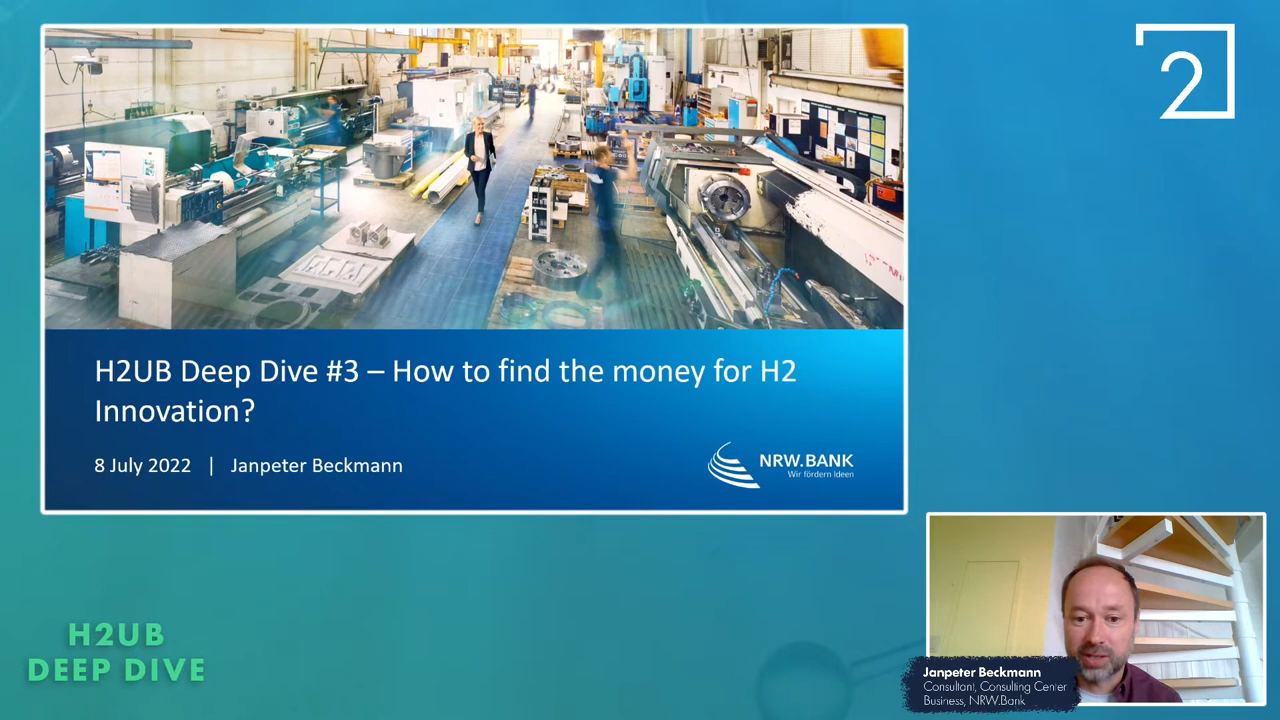 2
H2UB Deep Dive #3 – How to find the money for H2
Innovation?
8 July 2022 | Janpeter Beckmann
NRW.BANK
Wir fördern Ideen
H2UB
DEEP DIVE
Janpeter Beckmann
Consultant, Consulting Center
Business, NRW.Bank